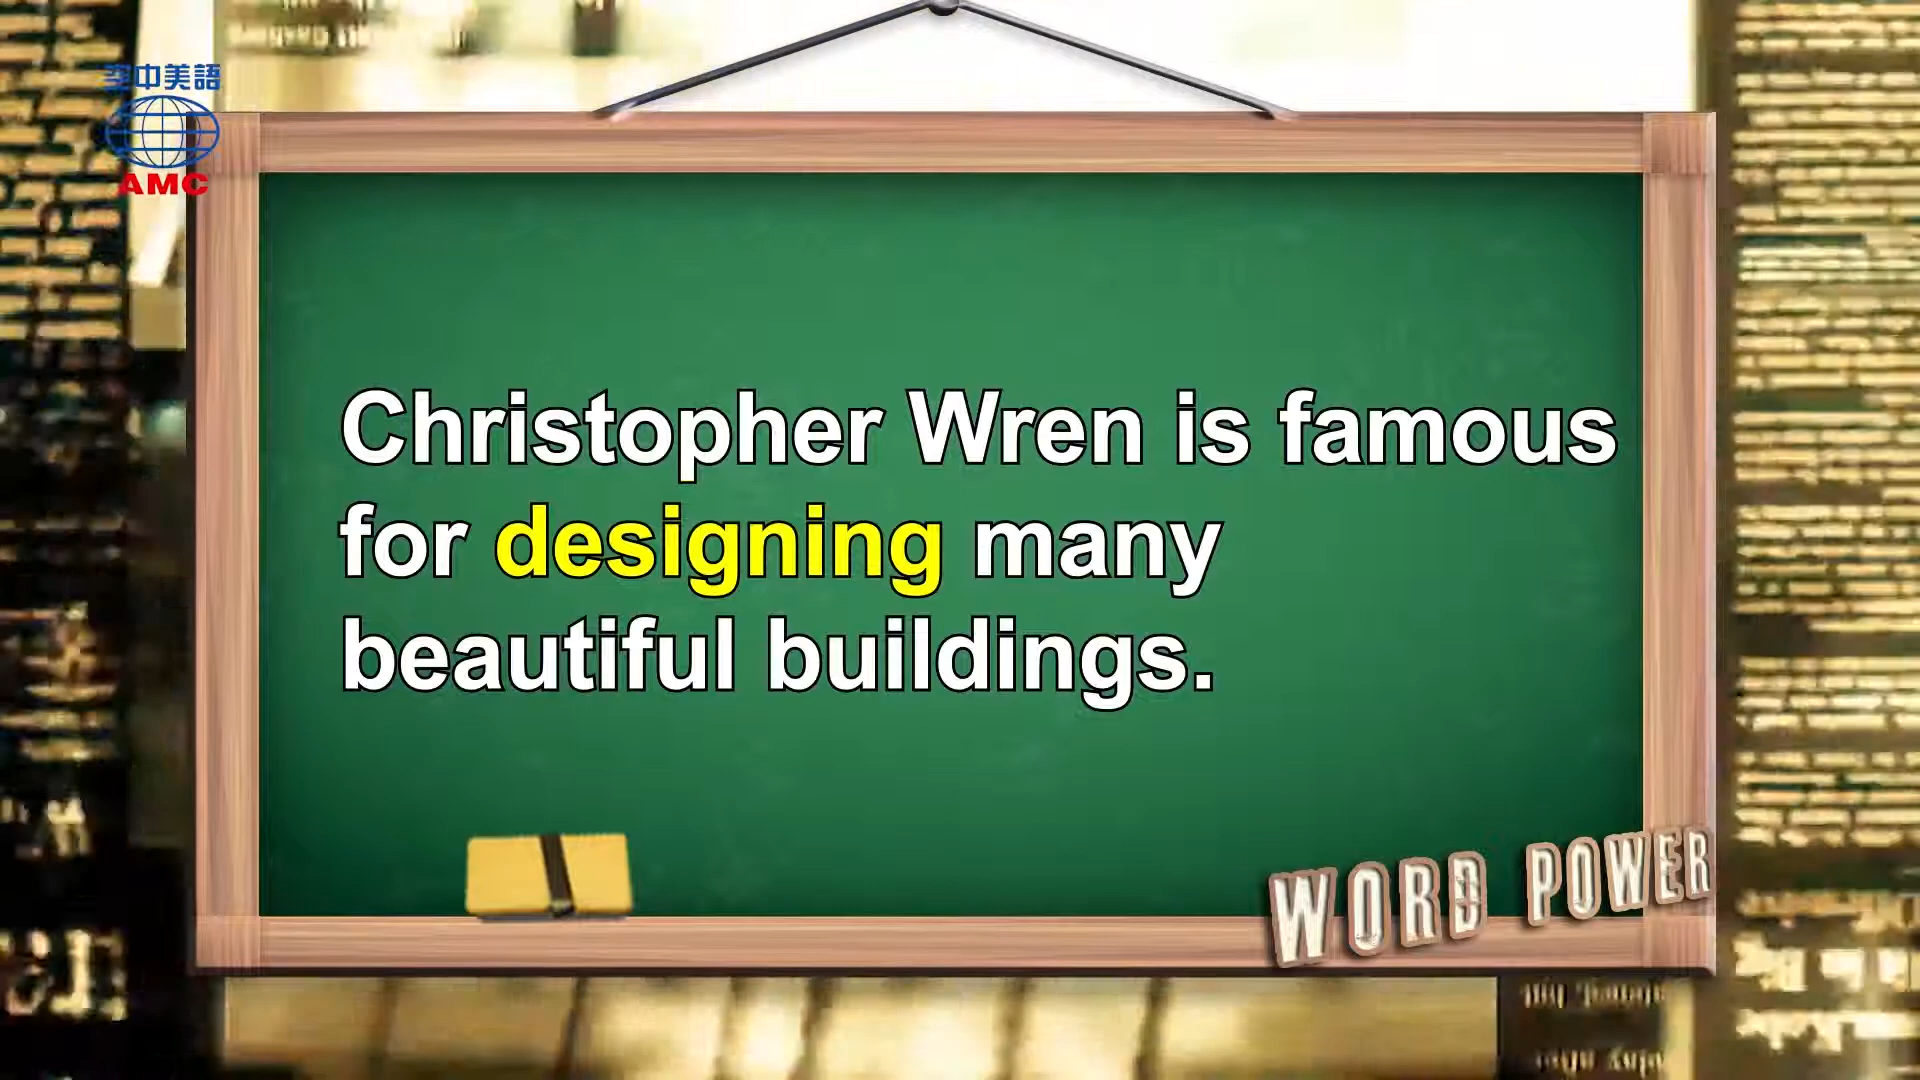 空中美語
AMC
Christopher Wren is famous
for designing many
beautiful buildings.
WORD POWER